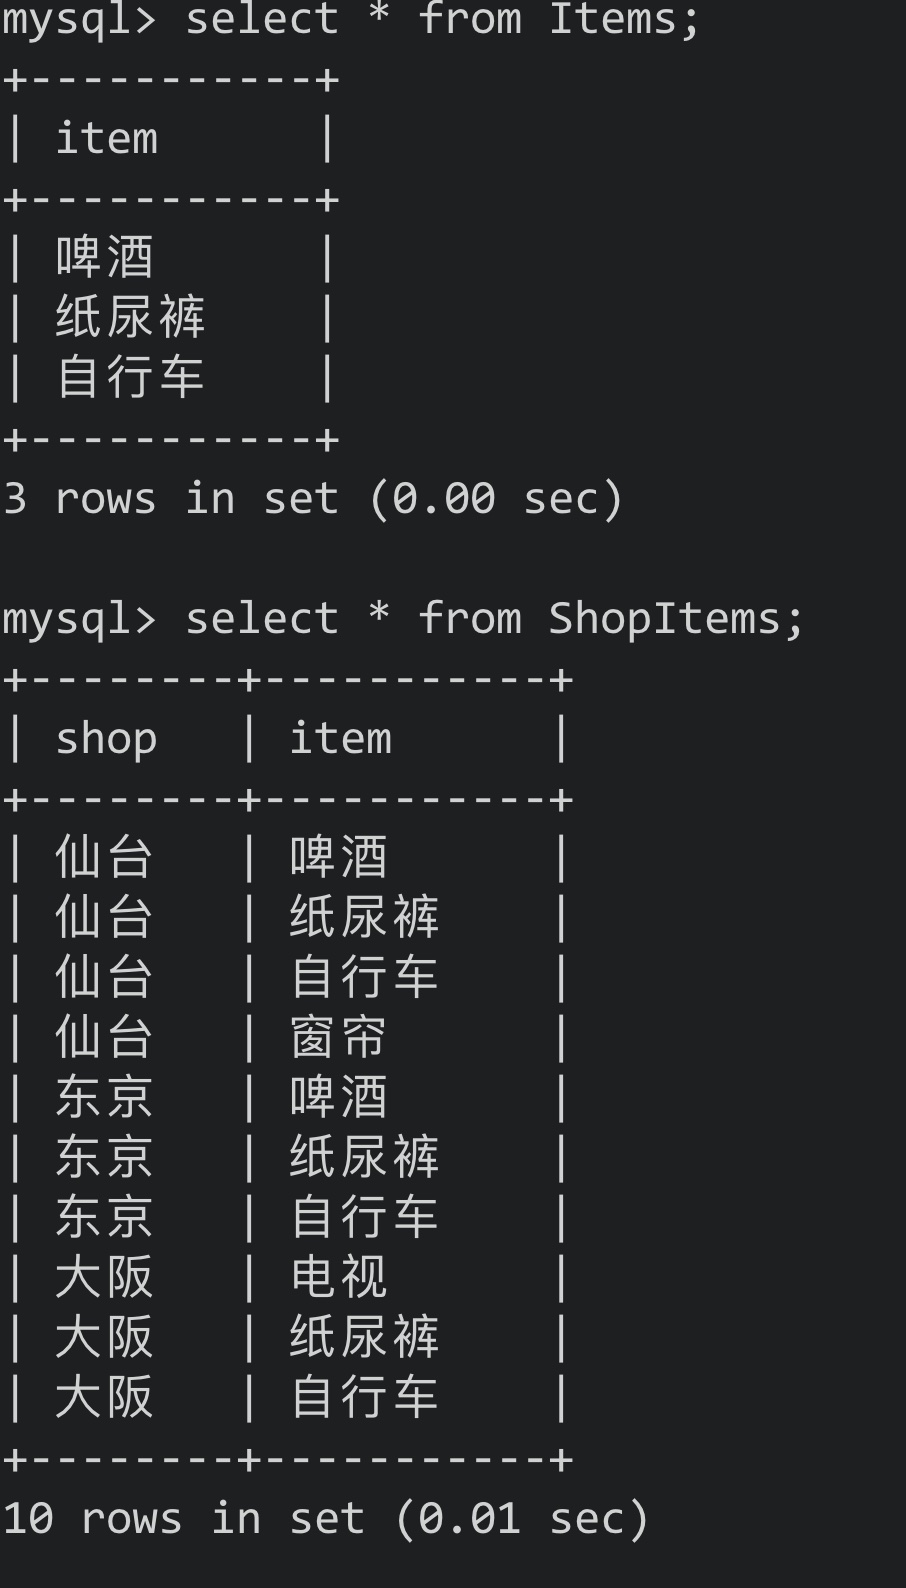 mysql> select * from Items;
+-----------+
| item      |
+-----------+
| 啤酒      |
| 纸尿裤    |
| 自行车    |
+-----------+
3 rows in set (0.00 sec)

mysql> select * from ShopItems;
+--------+-----------+
| shop   | item      |
+--------+-----------+
| 仙台   | 啤酒      |
| 仙台   | 纸尿裤    |
| 仙台   | 自行车    |
| 仙台   | 窗帘      |
| 东京   | 啤酒      |
| 东京   | 纸尿裤    |
| 东京   | 自行车    |
| 大阪   | 电视      |
| 大阪   | 纸尿裤    |
| 大阪   | 自行车    |
+--------+-----------+
10 rows in set (0.01 sec)